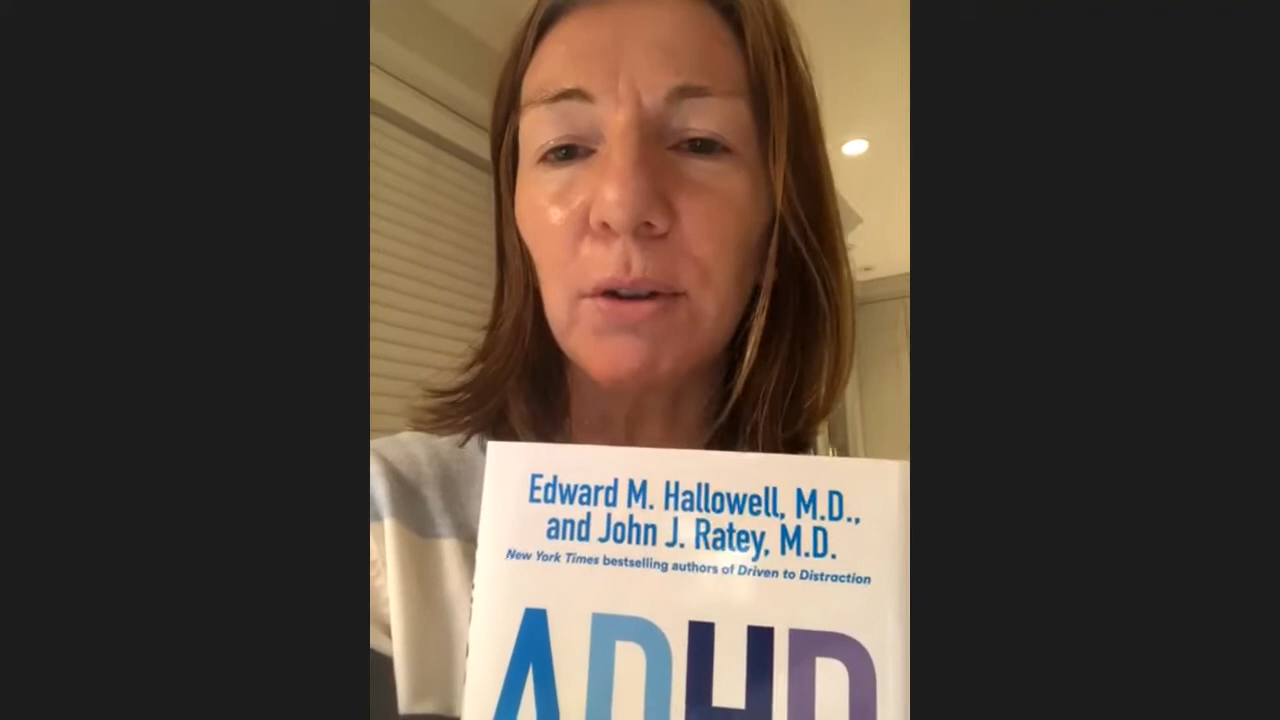 Edward M. Hallowell, M.D.,
and John J. Ratey, M.D.
New York Times bestselling authors of Driven to Distraction
ADHD